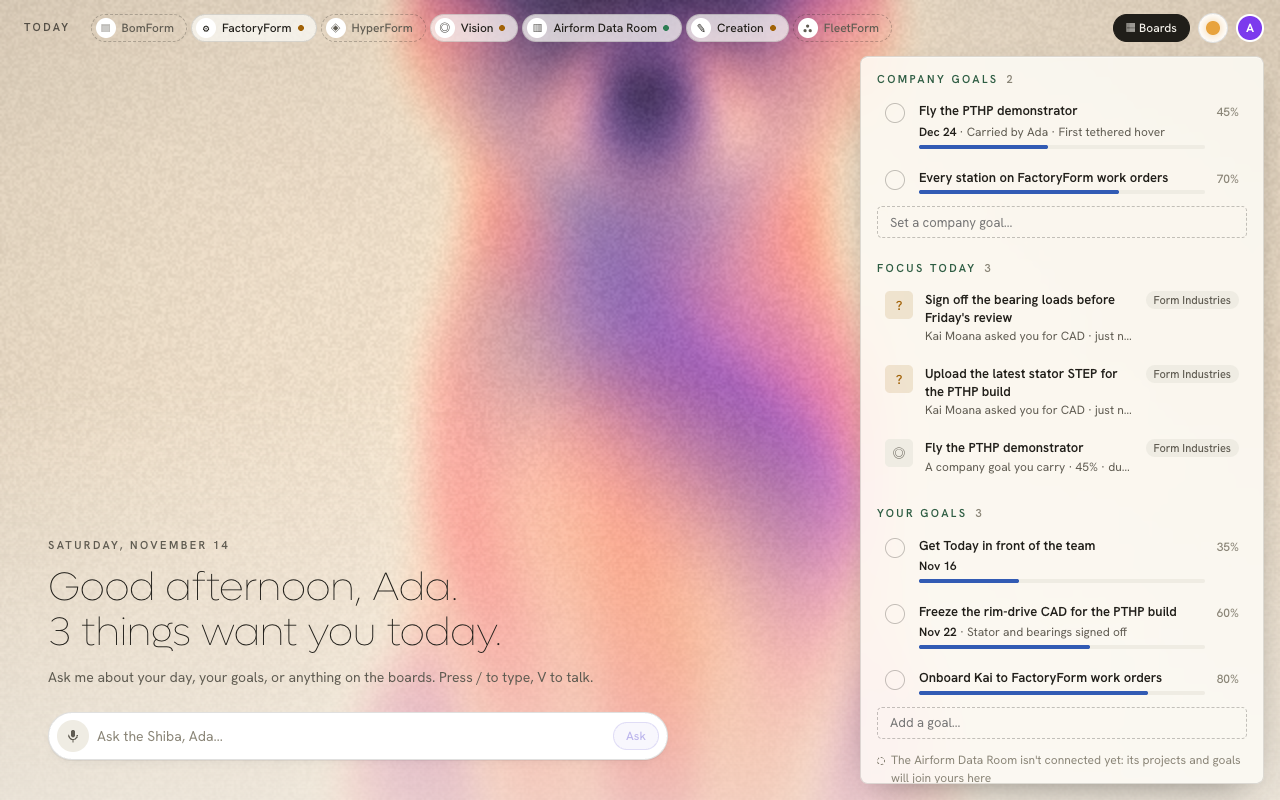 TODAY
BomForm
FactoryForm
HyperForm
Vision
Airform Data Room
Creation
FleetForm
Boards
A
COMPANY GOALS 2
Fly the PTHP demonstrator 45%
Dec 24 · Carried by Ada · First tethered hover
Every station on FactoryForm work orders 70%
Set a company goal…
FOCUS TODAY 3
? Sign off the bearing loads before Friday's review Form Industries
Kai Moana asked you for CAD · just n…
? Upload the latest stator STEP for the PTHP build Form Industries
Kai Moana asked you for CAD · just n…
Fly the PTHP demonstrator Form Industries
A company goal you carry · 45% · du…
YOUR GOALS 3
Get Today in front of the team 35%
Nov 16
Freeze the rim-drive CAD for the PTHP build 60%
Nov 22 · Stator and bearings signed off
Onboard Kai to FactoryForm work orders 80%
Add a goal…
The Airform Data Room isn't connected yet: its projects and goals
will join yours here
SATURDAY, NOVEMBER 14
Good afternoon, Ada.
3 things want you today.
Ask me about your day, your goals, or anything on the boards. Press / to type, V to talk.
Ask the Shiba, Ada…
Ask